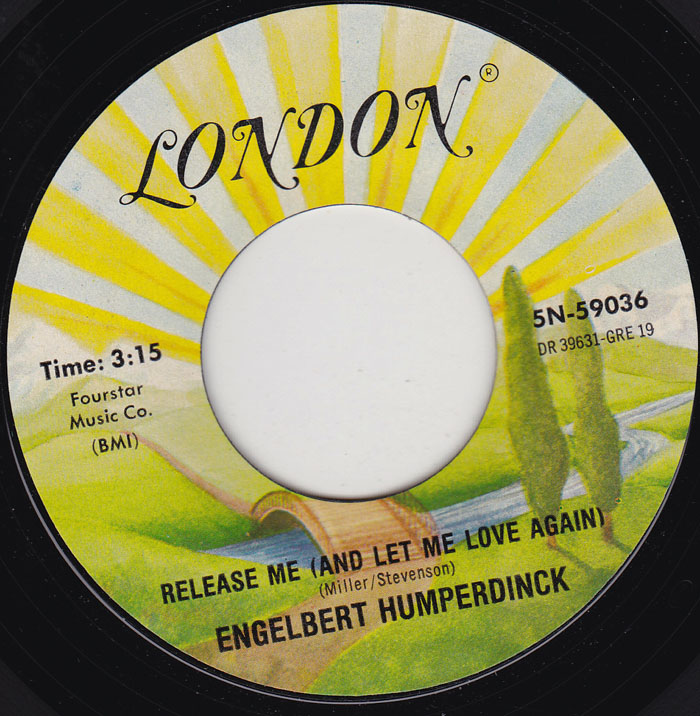 LONDON®
5N-59036
DR 39631-GRE 19
Time: 3:15
Fourstar
Music Co.
(BMI)
RELEASE ME (AND LET ME LOVE AGAIN)
(Miller/Stevenson)
ENGELBERT HUMPERDINCK